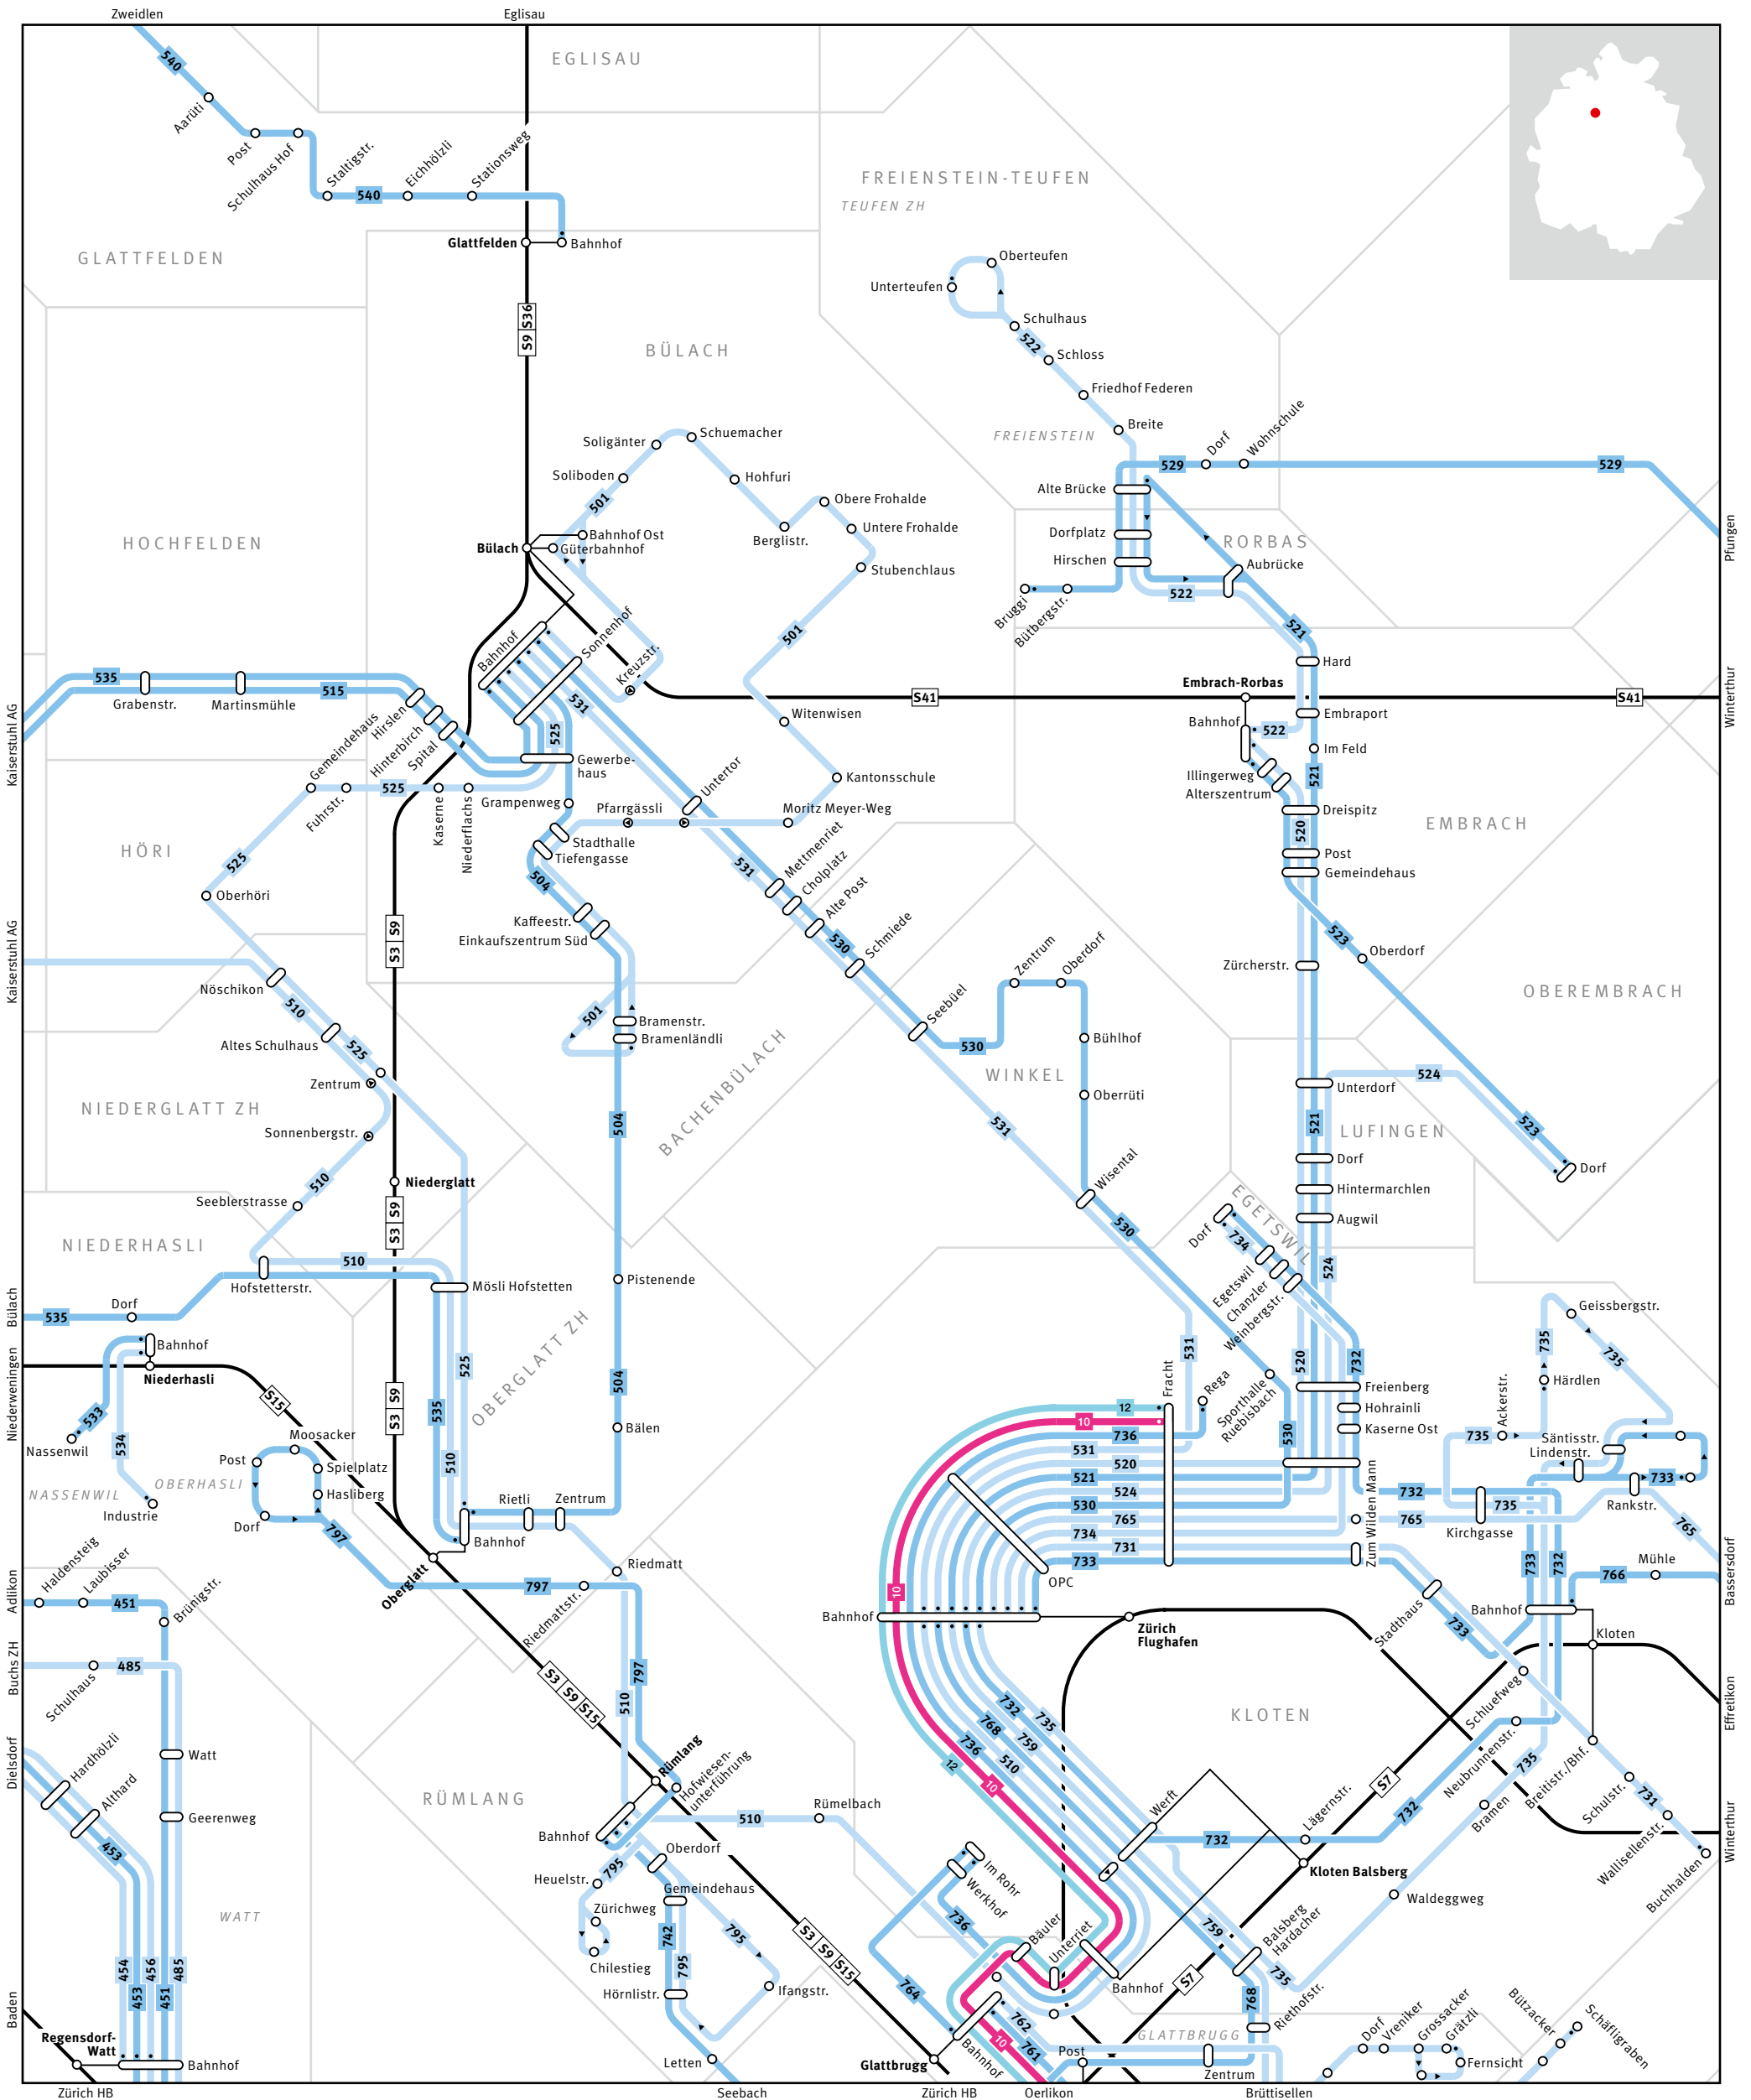 Zweidlen
Eglisau
EGLISAU
540
Aarüti
Post
Schulhaus Hof
Staltigstr.
540
Eichhölzli
Stationsweg
Glattfelden
Bahnhof
GLATTFELDEN
FREIENSTEIN-TEUFEN
TEUFEN ZH
S9 S36
BÜLACH
Oberteufen
Unterteufen
Schulhaus
522
Schloss
Friedhof Federen
Breite
FREIENSTEIN
529
Dorf
Wohnschule
529
Pfungen
Alte Brücke
Dorfplatz
Hirschen
RORBAS
Aubrücke
Bruggi
Bütbergstr.
522
521
Hard
Soligänter
Schuemacher
Soliboden
Hohfuri
501
Obere Frohalde
Untere Frohalde
Berglistr.
Stubenchlaus
HOCHFELDEN
Bülach
Bahnhof Ost
Güterbahnhof
Bahnhof
Sonnenhof
Kreuzstr.
501
531
525
S41
Embrach-Rorbas
S41
Winterthur
535
515
Grabenstr.
Martinsmühle
Kaiserstuhl AG
Gemeindehaus
Hirslen
Hinterbirch
Spital
Gewerbe-
haus
Witenwisen
Bahnhof
522
Embraport
Im Feld
521
Illingerweg
Alterszentrum
Dreispitz
520
Post
Gemeindehaus
EMBRACH
Fuhrstr.
525
Kaserne
Niederflachs
Grampenweg
Pfarrgässli
Untertor
Kantonsschule
Moritz Meyer-Weg
HÖRI
Stadthalle
Tiefengasse
504
531
Mettmenriet
Cholplatz
Alte Post
530
Schmiede
525
Oberhöri
Kaffeestr.
Einkaufszentrum Süd
S3 S9
Kaiserstuhl AG
523
Oberdorf
Zürcherstr.
OBEREMBRACH
Nöschikon
510
Altes Schulhaus
525
Zentrum
501
Bramenstr.
Bramenländli
Seebüel
530
Zentrum
Oberdorf
Bühlhof
WINKEL
Oberrüti
BACHENBÜLACH
NIEDERGLATT ZH
Sonnenbergstr.
504
531
Unterdorf
524
521
LUFINGEN
523
Dorf
Dorf
Hintermarchlen
Augwil
510
Niederglatt
Seeblerstrasse
S3 S9
Wisental
530
EGETSWIL
Dorf
734
Egetswil
Chanzler
Weinbergstr.
524
NIEDERHASLI
510
Hofstetterstr.
Mösli Hofstetten
Pistenende
Bülach
535
Dorf
Bahnhof
Niederhasli
Niederweningen
S15
S3 S9
535
525
510
OBERGLATT ZH
504
Bälen
531
Fracht
Rega
Sporthalle
Ruebisbach
530
520
732
Freienberg
Hohrainli
Kaserne Ost
Geissbergstr.
735
735
Härdlen
Ackerstr.
735
Säntisstr.
Lindenstr.
733
Rankstr.
533
Nassenwil
534
NASSENWIL
Industrie
OBERHASLI
Moosacker
Post
Spielplatz
Hasliberg
Dorf
797
Rietli
Zentrum
Bahnhof
Oberglatt
Riedmatt
797
Riedmattstr.
12
10
736
531
520
521
524
530
765
734
731
733
OPC
Zum Wilden Mann
732
735
765
Kirchgasse
765
Bassersdorf
733
732
Mühle
766
Adlikon
Haldensteig
Laubisser
451
Brünigstr.
Buchs ZH
485
Schulhaus
10
Bahnhof
Zürich
Flughafen
Stadthaus
733
Bahnhof
Kloten
Schluefweg
KLOTEN
Effretikon
S3 S9 S15
510
797
732
735
768
759
736
510
12
10
Neubrunnenstr.
735
Breitistr./Bhf.
Schulstr.
731
Wallisellenstr.
Buchhalden
Winterthur
Dielsdorf
Hardhölzli
Althard
453
Watt
Geerenweg
RÜMLANG
Rümlang
Hofwiesen-
unterführung
Bahnhof
510
Rümelbach
Oberdorf
795
Heuelstr.
Gemeindehaus
Zürichweg
Chilestieg
742
795
795
Hörnlistr.
Ifangstr.
Letten
S3 S9 S15
Im Rohr
Werkhof
736
764
Bäuler
Unterriet
Werft
732
Lägernstr.
732
S7
Bramen
Kloten Balsberg
Waldeggweg
759
Balsberg
Hardacher
735
S7
Bahnhof
768
Riethofstr.
WATT
454
453
456
451
485
Baden
Regensdorf-
Watt
Bahnhof
Glattbrugg
Bahnhof
762
10
761
GLATTBRUGG
Post
Zentrum
Dorf
Vreniker
Grossacker
Grätzli
Fernsicht
Bützacker
Schäfligraben
Zürich HB
Seebach
Zürich HB
Oerlikon
Brüttisellen